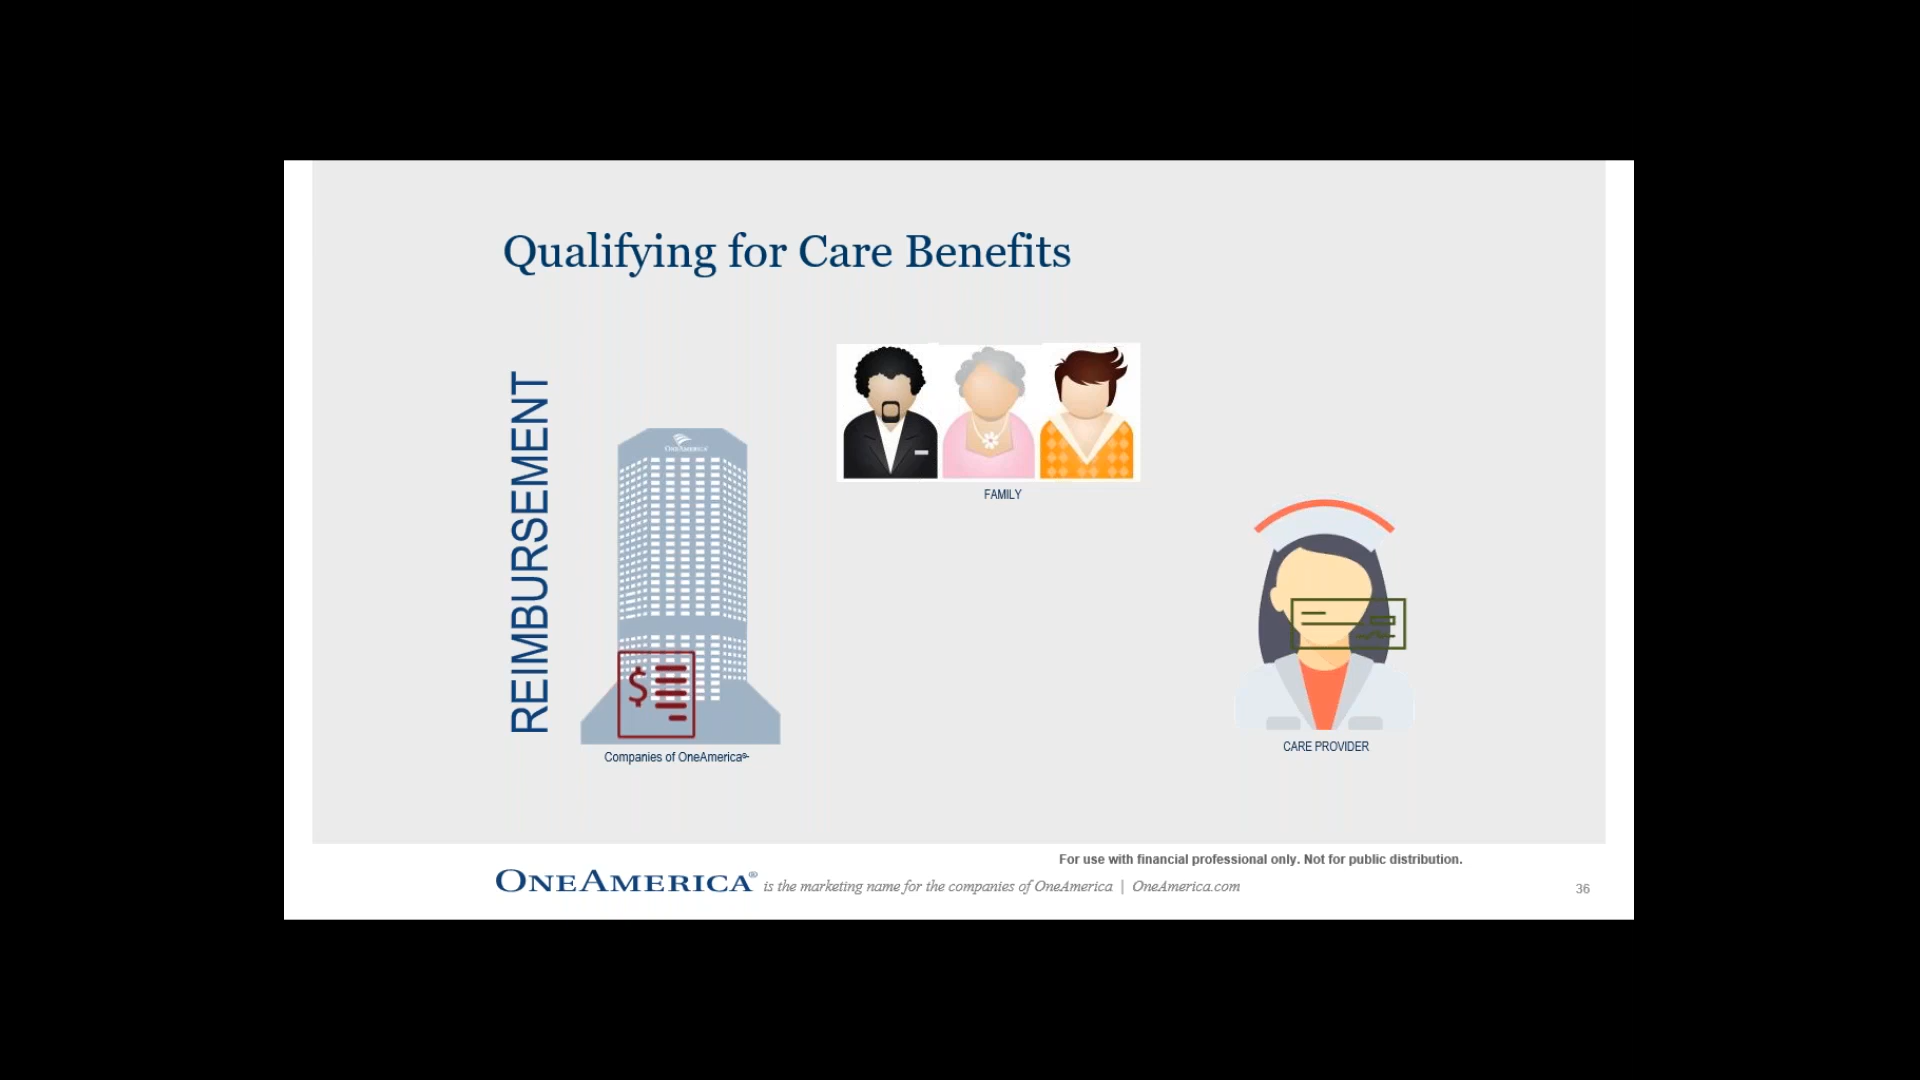 Qualifying for Care Benefits
REIMBURSEMENT
ONEAMERICA
$
FAMILY
Companies of OneAmerica®
CARE PROVIDER
For use with financial professional only. Not for public distribution.
ONEAMERICA® is the marketing name for the companies of OneAmerica | OneAmerica.com
36